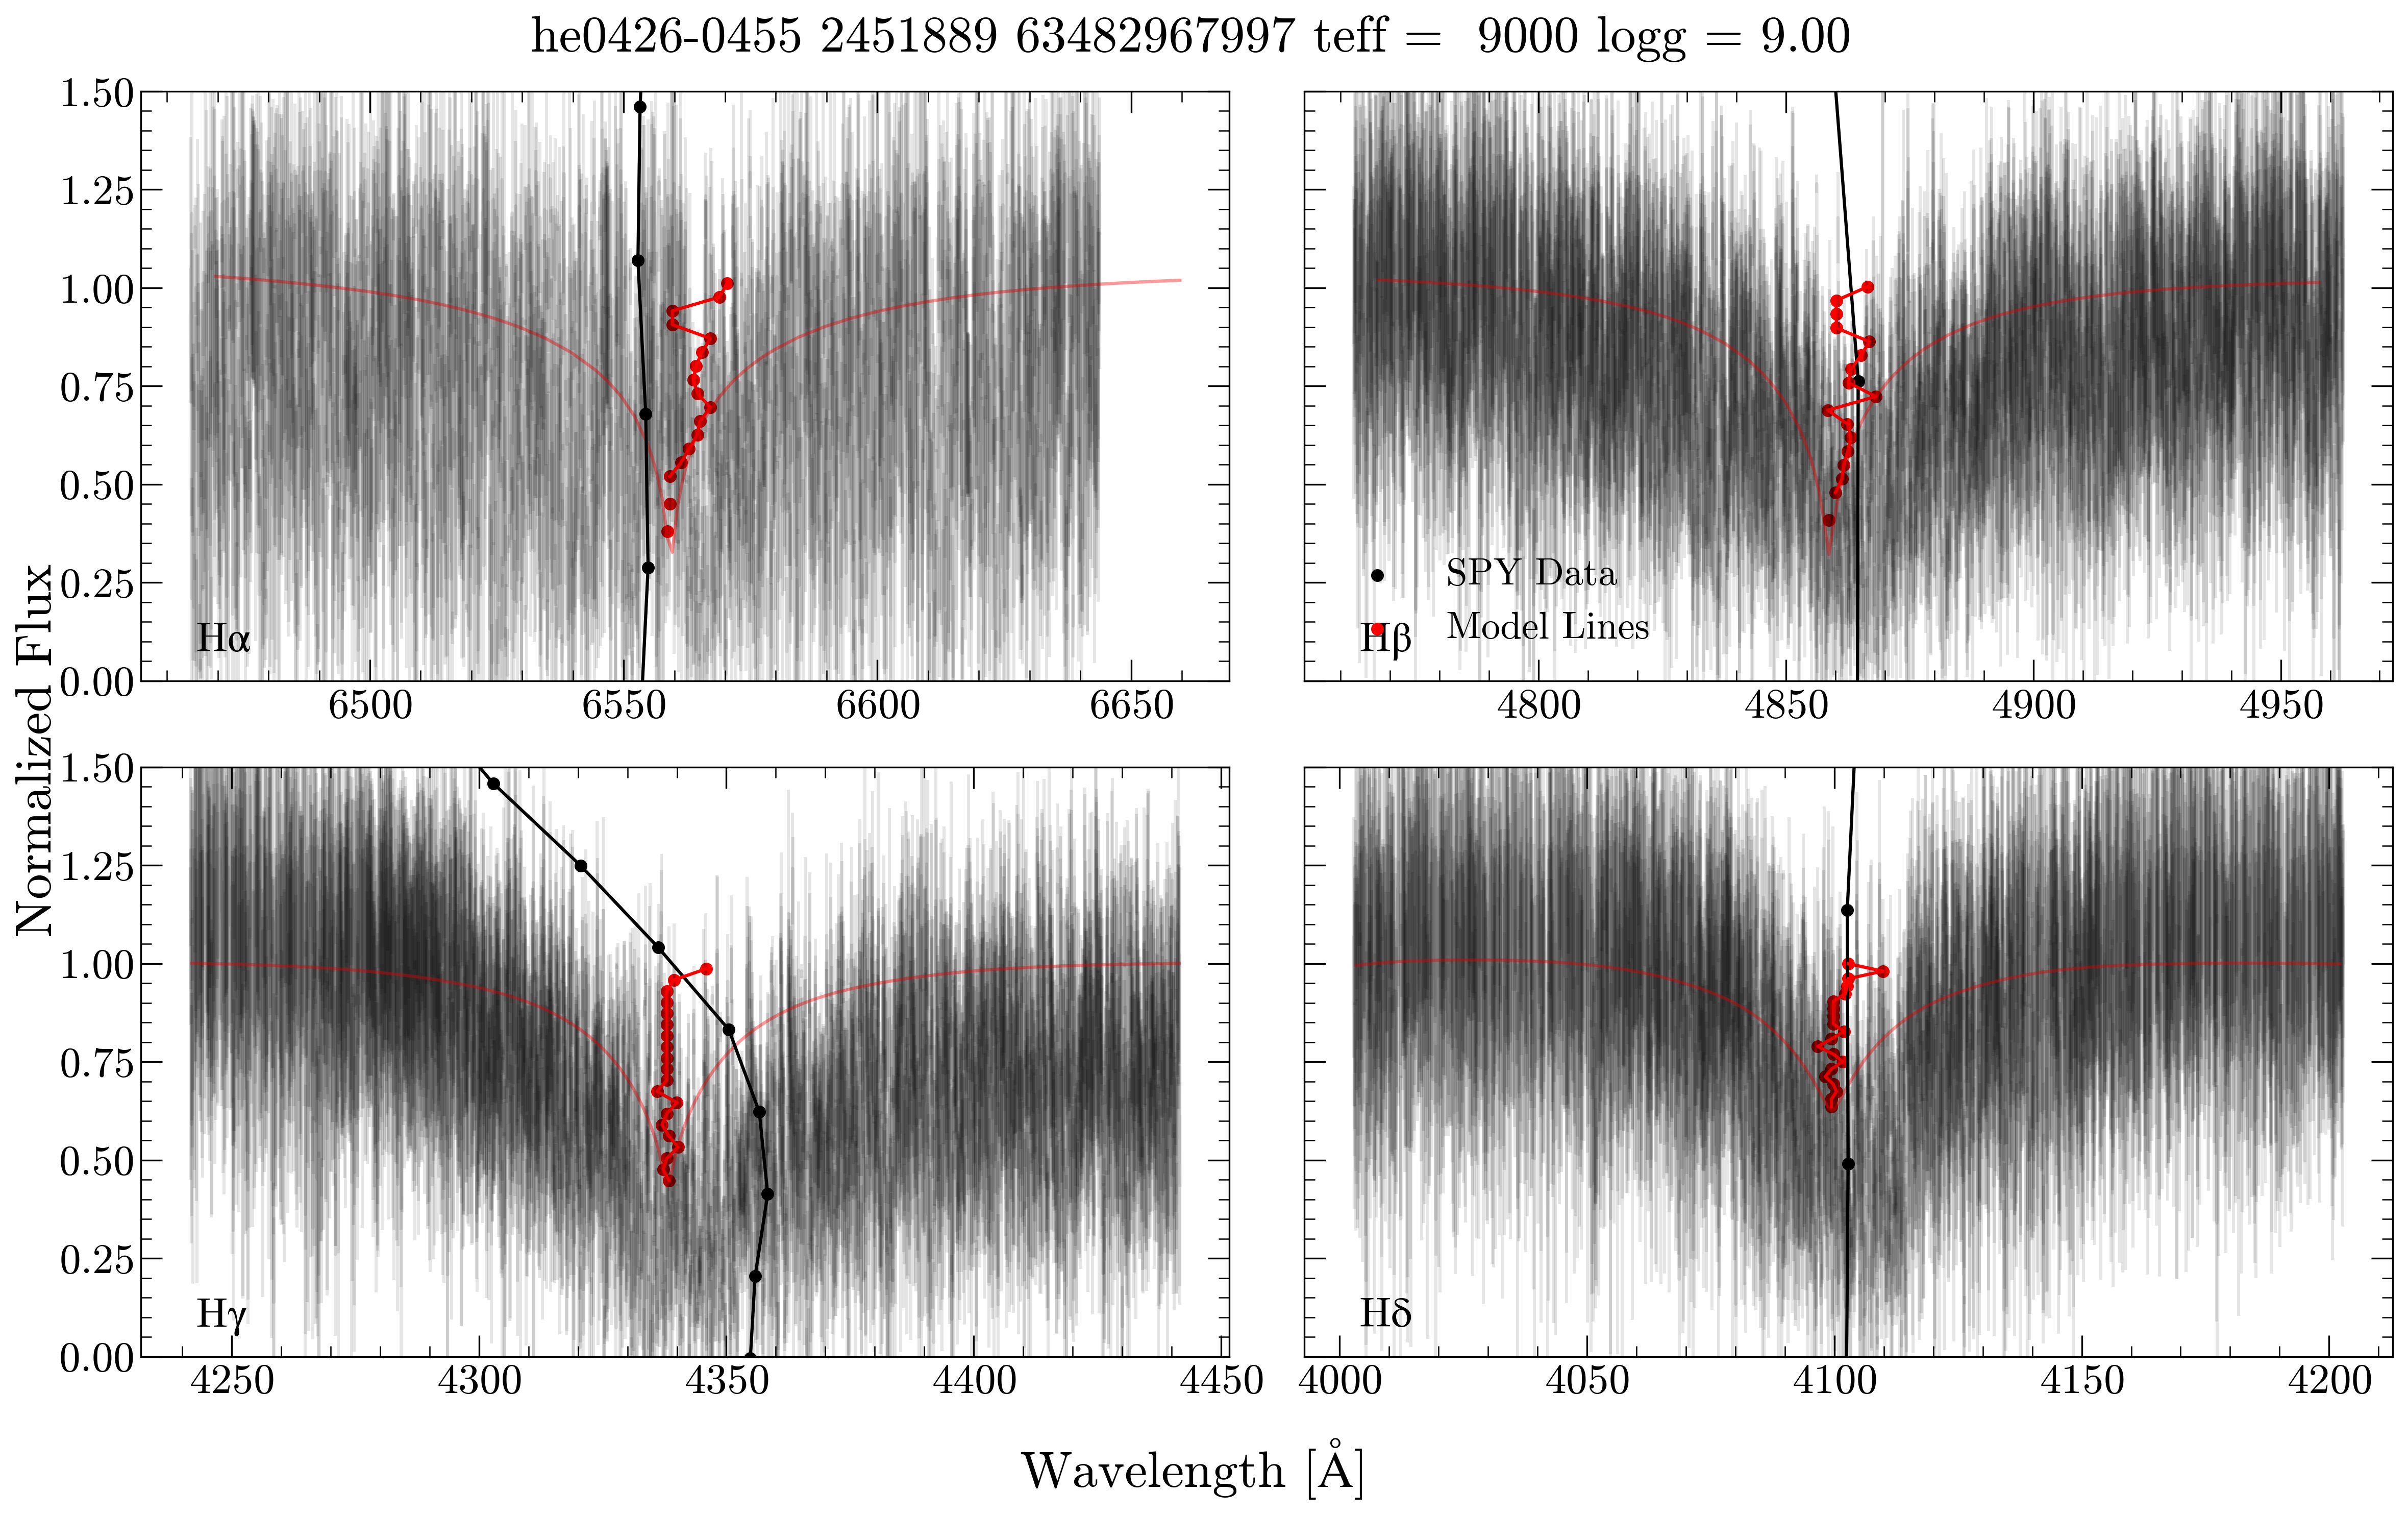 he0426-0455 2451889 63482967997 teff = 9000 logg = 9.00
Normalized Flux
1.50
1.25
1.00
0.75
0.50
0.25
0.00
Hα
6500 6550 6600 6650
SPY Data
Model Lines
Hβ
4800 4850 4900 4950
1.50
1.25
1.00
0.75
0.50
0.25
0.00
Hγ
4250 4300 4350 4400 4450
Hδ
4000 4050 4100 4150 4200
Wavelength [Å]